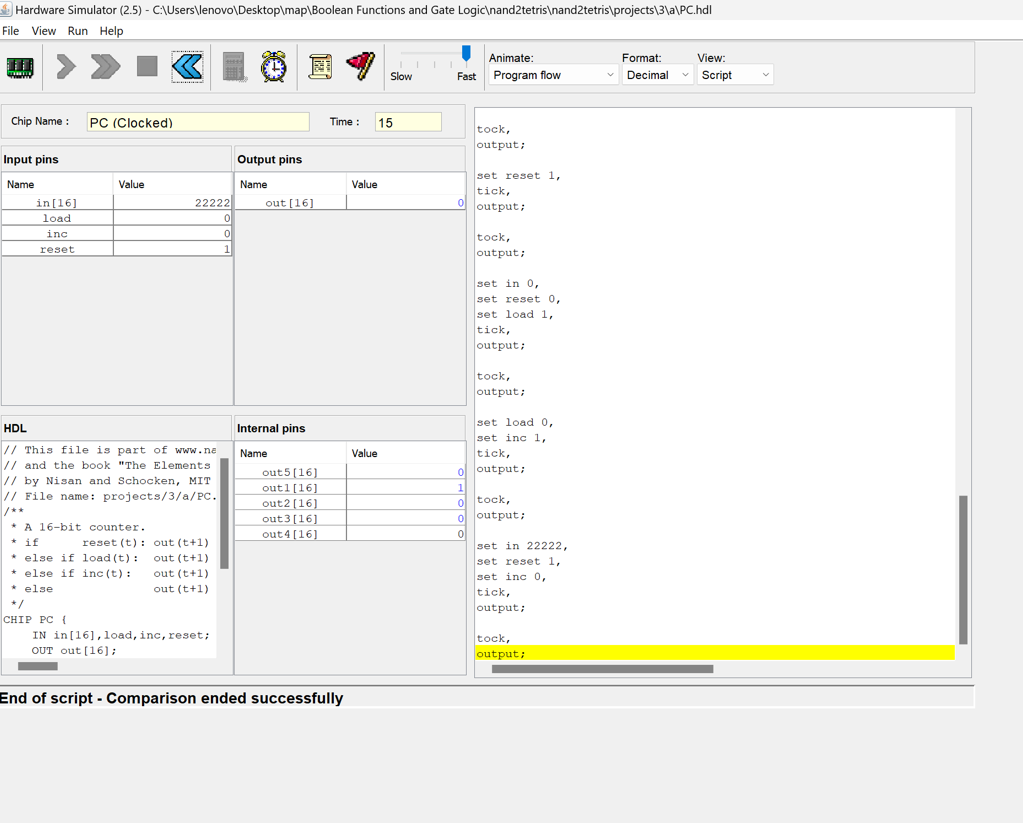 Hardware Simulator (2.5) - C:\Users\lenovo\Desktop\map\Boolean Functions and Gate Logic\nand2tetris\nand2tetris\projects\3\a\PC.hdl
File View Run Help
Slow Fast
Animate: Format: View:
Program flow Decimal Script
Chip Name : PC (Clocked) Time : 15
Input pins
Name Value
in[16] 22222
load 0
inc 0
reset 1
Output pins
Name Value
out[16] 0
HDL
// This file is part of www.na
// and the book "The Elements
// by Nisan and Schocken, MIT
// File name: projects/3/a/PC.
/**
* A 16-bit counter.
* if reset(t): out(t+1)
* else if load(t): out(t+1)
* else if inc(t): out(t+1)
* else out(t+1)
*/
CHIP PC {
IN in[16],load,inc,reset;
OUT out[16];
Internal pins
Name Value
out5[16] 0
out1[16] 1
out2[16] 0
out3[16] 0
out4[16] 0
tock,
output;
set reset 1,
tick,
output;
tock,
output;
set in 0,
set reset 0,
set load 1,
tick,
output;
tock,
output;
set load 0,
set inc 1,
tick,
output;
tock,
output;
set in 22222,
set reset 1,
set inc 0,
tick,
output;
tock,
output;
End of script - Comparison ended successfully